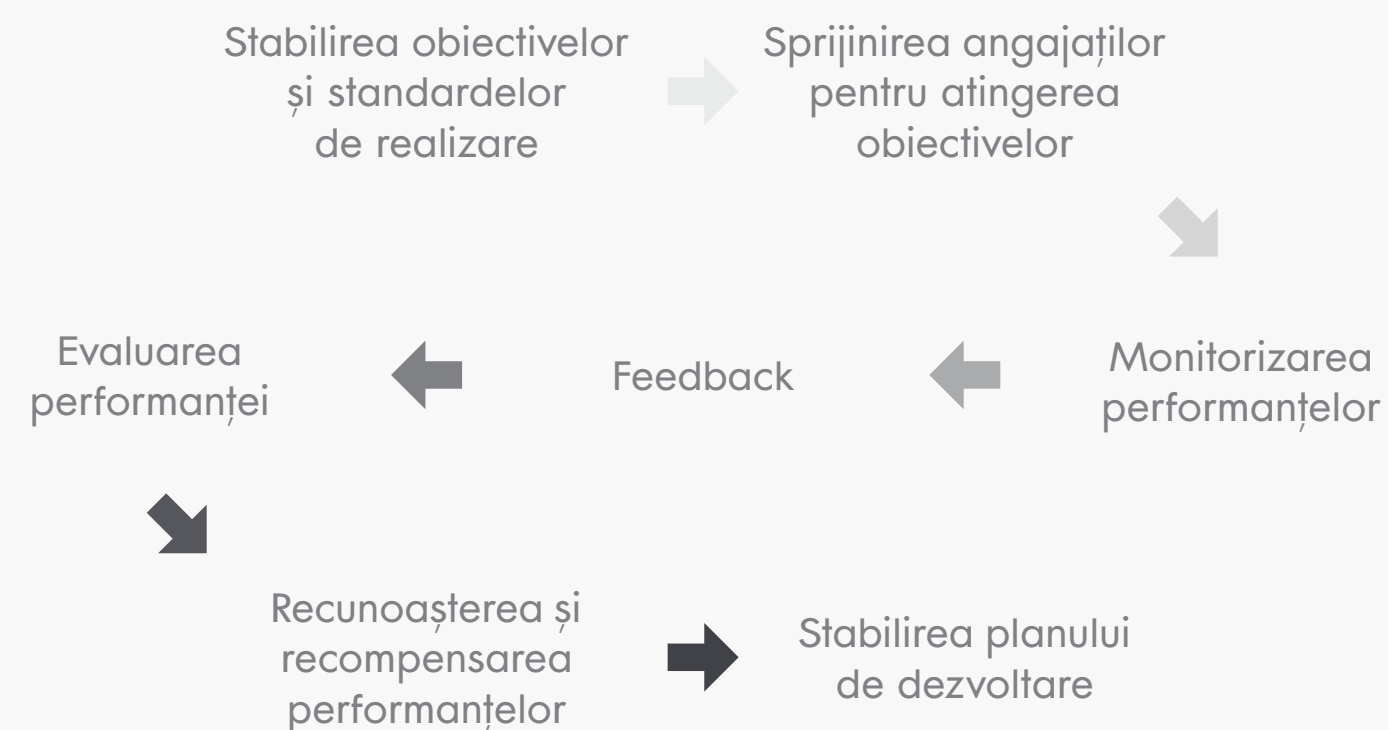 Stabilirea obiectivelor
și standardelor
de realizare
Sprijinirea angajaților
pentru atingerea
obiectivelor
Monitorizarea
performanțelor
Feedback
Evaluarea
performanței
Recunoașterea și
recompensarea
performanțelor
Stabilirea planului
de dezvoltare